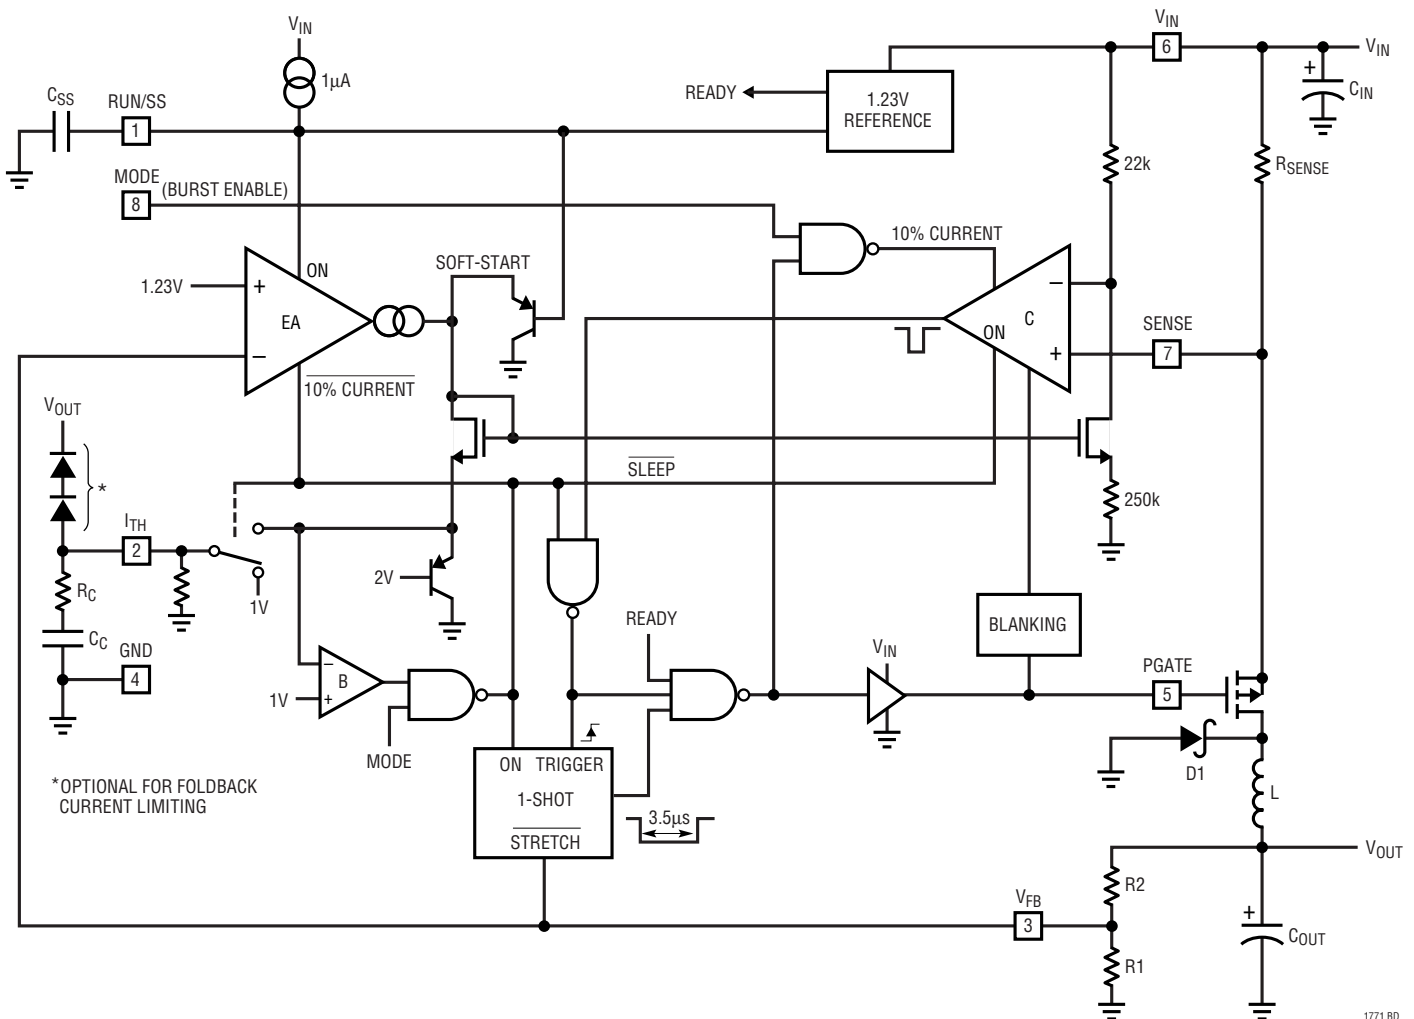 VIN
1µA
CSS
RUN/SS
1
READY
1.23V
REFERENCE
VIN
6
VIN
+
CIN
MODE
(BURST ENABLE)
8
22k
RSENSE
10% CURRENT
ON
SOFT-START
1.23V
+
EA
−
−
C
ON
+
SENSE
7
10% CURRENT
VOUT
*
SLEEP
250k
ITH
2
RC
1V
2V
CC
GND
4
READY
BLANKING
VIN
PGATE
5
−
B
1V
+
MODE
D1
L
*OPTIONAL FOR FOLDBACK
CURRENT LIMITING
ON TRIGGER
1-SHOT
STRETCH
3.5µs
VOUT
R2
VFB
3
+
COUT
R1
1771 BD